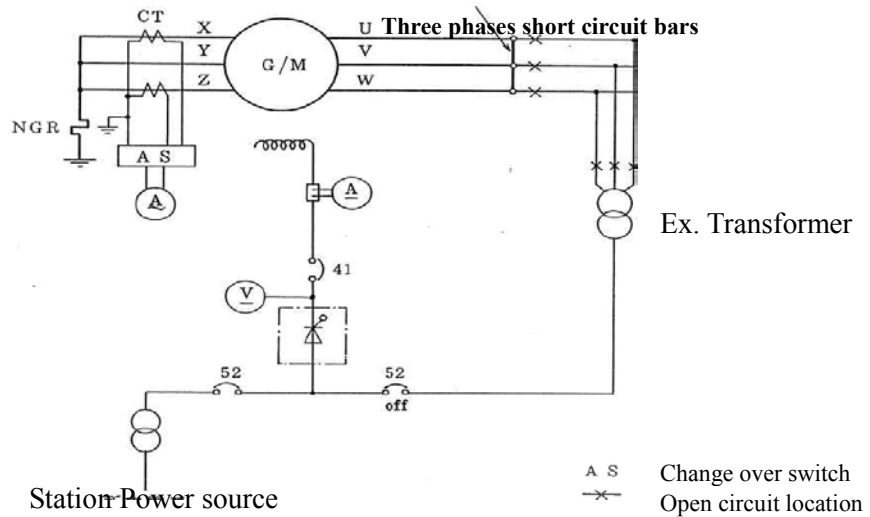 CT
X
U Three phases short circuit bars
Y
V
G/M
Z
W
NGR
A S
A
A
Ex. Transformer
41
V
52
52
off
A S Change over switch
Station Power source
Open circuit location